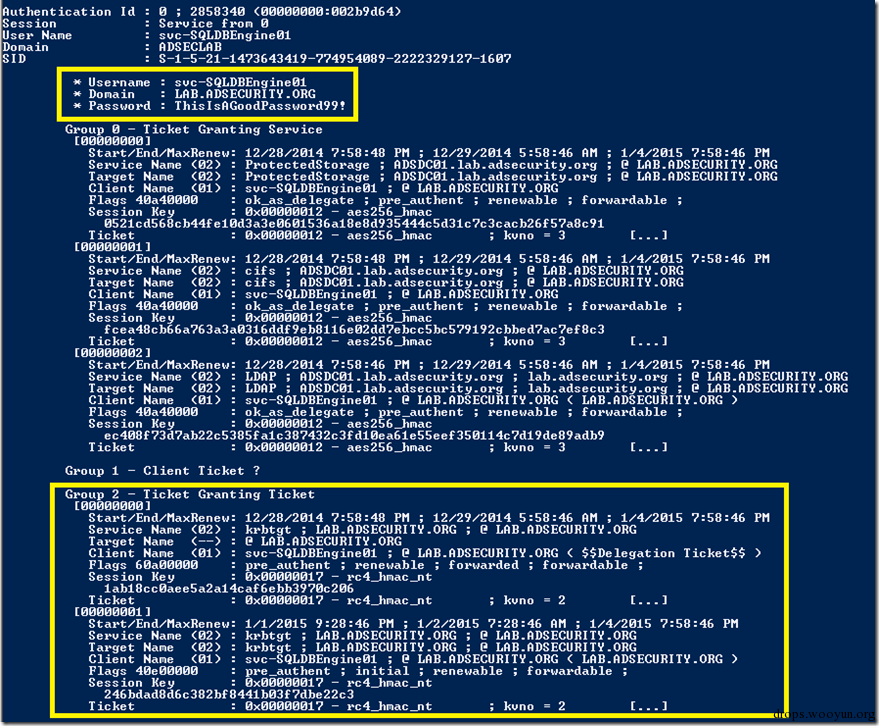 Authentication Id : 0 ; 2858340 (00000000:002b9d64)
Session           : Service from 0
User Name         : svc-SQLDBEngine01
Domain            : ADSECLAB
SID               : S-1-5-21-1473643419-774954089-2222329127-1607
* Username : svc-SQLDBEngine01
* Domain   : LAB.ADSECURITY.ORG
* Password : ThisIsAGoodPassword99!
Group 0 - Ticket Granting Service
[00000000]
Start/End/MaxRenew: 12/28/2014 7:58:48 PM ; 12/29/2014 5:58:46 AM ; 1/4/2015 7:58:46 PM
Service Name (02) : ProtectedStorage ; ADSDC01.lab.adsecurity.org ; @ LAB.ADSECURITY.ORG
Target Name  (02) : ProtectedStorage ; ADSDC01.lab.adsecurity.org ; @ LAB.ADSECURITY.ORG
Client Name  (01) : svc-SQLDBEngine01 ; @ LAB.ADSECURITY.ORG
Flags 40a40000    : ok_as_delegate ; pre_authent ; renewable ; forwardable ;
Session Key       : 0x00000012 - aes256_hmac
0521cd568cb44fe10d3a3e0601536a18e8d935444c5d31c7c3cacb26f57a8c91
Ticket            : 0x00000012 - aes256_hmac       ; kvno = 3        [...]
[00000001]
Start/End/MaxRenew: 12/28/2014 7:58:48 PM ; 12/29/2014 5:58:46 AM ; 1/4/2015 7:58:46 PM
Service Name (02) : cifs ; ADSDC01.lab.adsecurity.org ; @ LAB.ADSECURITY.ORG
Target Name  (02) : cifs ; ADSDC01.lab.adsecurity.org ; @ LAB.ADSECURITY.ORG
Client Name  (01) : svc-SQLDBEngine01 ; @ LAB.ADSECURITY.ORG
Flags 40a40000    : ok_as_delegate ; pre_authent ; renewable ; forwardable ;
Session Key       : 0x00000012 - aes256_hmac
fcea48cb66a763a3a0316ddf9eb8116e02dd7ebcc5bc579192cbbed7ac7ef8c3
Ticket            : 0x00000012 - aes256_hmac       ; kvno = 3        [...]
[00000002]
Start/End/MaxRenew: 12/28/2014 7:58:46 PM ; 12/29/2014 5:58:46 AM ; 1/4/2015 7:58:46 PM
Service Name (02) : LDAP ; ADSDC01.lab.adsecurity.org ; lab.adsecurity.org ; @ LAB.ADSECURITY.ORG
Target Name  (02) : LDAP ; ADSDC01.lab.adsecurity.org ; lab.adsecurity.org ; @ LAB.ADSECURITY.ORG
Client Name  (01) : svc-SQLDBEngine01 ; @ LAB.ADSECURITY.ORG ( LAB.ADSECURITY.ORG )
Flags 40a40000    : ok_as_delegate ; pre_authent ; renewable ; forwardable ;
Session Key       : 0x00000012 - aes256_hmac
ec408f73d7ab22c5385fa1c387432c3fd10ea61e55eef350114c7d19de89adb9
Ticket            : 0x00000012 - aes256_hmac       ; kvno = 3        [...]
Group 1 - Client Ticket ?
Group 2 - Ticket Granting Ticket
[00000000]
Start/End/MaxRenew: 12/28/2014 7:58:48 PM ; 12/29/2014 5:58:46 AM ; 1/4/2015 7:58:46 PM
Service Name (02) : krbtgt ; LAB.ADSECURITY.ORG ; @ LAB.ADSECURITY.ORG
Target Name  (--) : @ LAB.ADSECURITY.ORG
Client Name  (01) : svc-SQLDBEngine01 ; @ LAB.ADSECURITY.ORG ( $$Delegation Ticket$$ )
Flags 60a00000    : pre_authent ; renewable ; forwarded ; forwardable ;
Session Key       : 0x00000017 - rc4_hmac_nt
1ab18cc0aee5a2a14caf6ebb3970c206
Ticket            : 0x00000017 - rc4_hmac_nt       ; kvno = 2        [...]
[00000001]
Start/End/MaxRenew: 1/1/2015 9:28:46 PM ; 1/2/2015 7:28:46 AM ; 1/4/2015 7:58:46 PM
Service Name (02) : krbtgt ; LAB.ADSECURITY.ORG ; @ LAB.ADSECURITY.ORG
Target Name  (02) : krbtgt ; LAB.ADSECURITY.ORG ; @ LAB.ADSECURITY.ORG
Client Name  (01) : svc-SQLDBEngine01 ; @ LAB.ADSECURITY.ORG ( LAB.ADSECURITY.ORG )
Flags 40e00000    : pre_authent ; initial ; renewable ; forwardable ;
Session Key       : 0x00000017 - rc4_hmac_nt
246bdad8d6c382bf8441b03f7dbe22c3
Ticket            : 0x00000017 - rc4_hmac_nt       ; kvno = 2        [...]
drops.wooyun.org